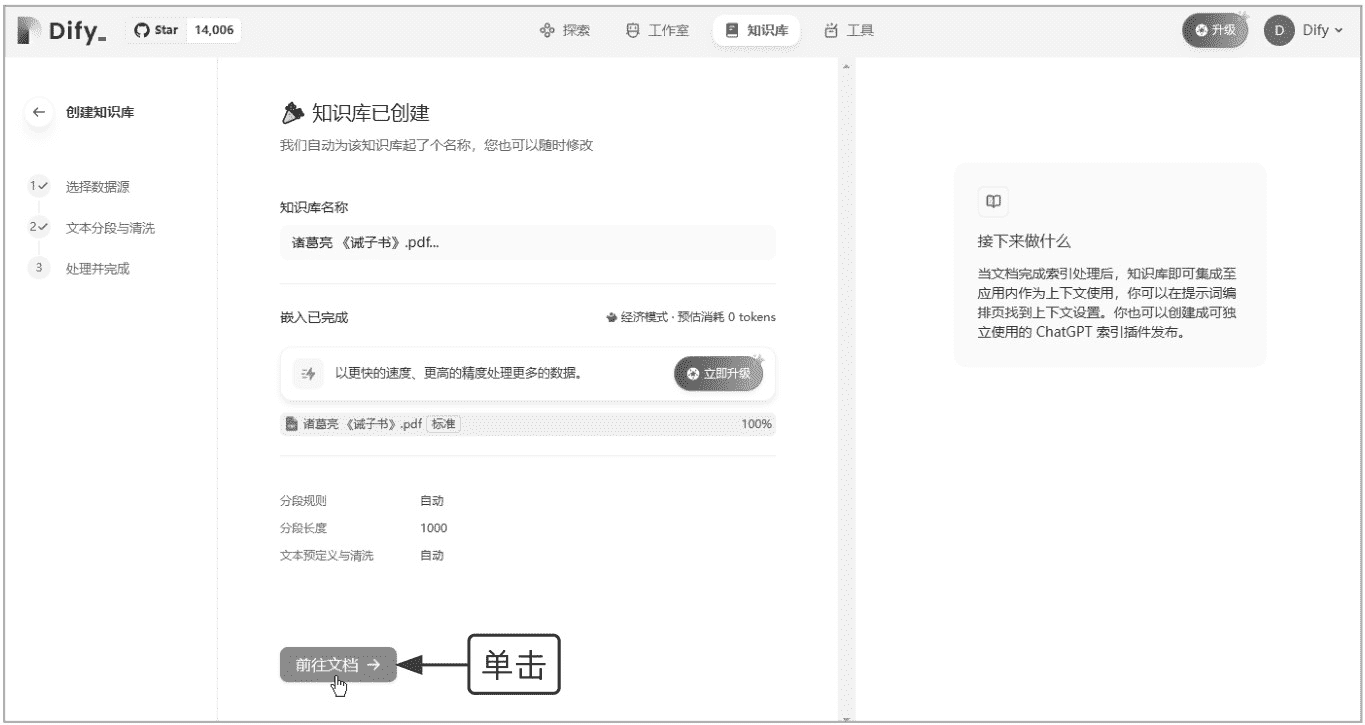 Dify_
Star 14,006
探索
工作室
知识库
工具
升级
D Dify
创建知识库
1 选择数据源
2 文本分段与清洗
3 处理并完成
知识库已创建
我们自动为该知识库起了个名称，您也可以随时修改
知识库名称
诸葛亮 《诫子书》.pdf...
嵌入已完成
经济模式 · 预估消耗 0 tokens
以更快的速度、更高的精度处理更多的数据。
立即升级
诸葛亮 《诫子书》.pdf 标准 100%
分段规则 自动
分段长度 1000
文本预定义与清洗 自动
前往文档 →
单击
接下来做什么
当文档完成索引处理后，知识库即可集成至
应用内作为上下文使用，你可以在提示词编
排页找到上下文设置。你也可以创建成可独
立使用的 ChatGPT 索引插件发布。